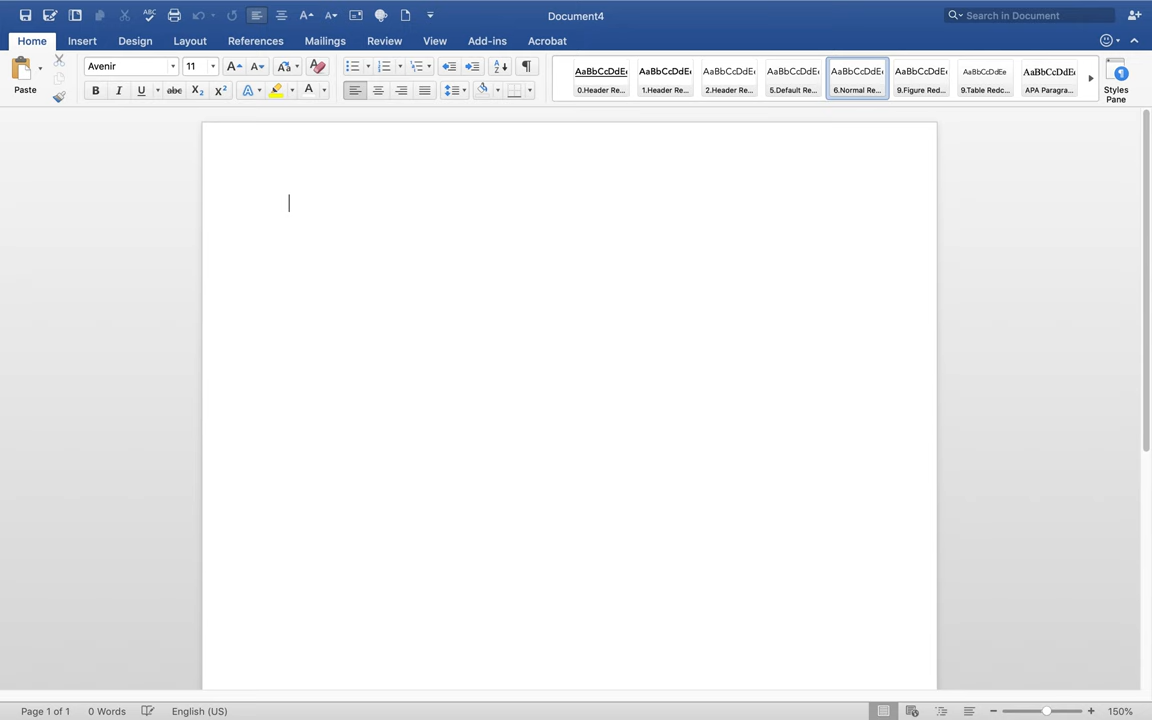 Document4
Search in Document
Home Insert Design Layout References Mailings Review View Add-ins Acrobat
Paste
Avenir 11
AaBbCcDdEe 0.Header Re...
AaBbCcDdEe 1.Header Re...
AaBbCcDdEe 2.Header Re...
AaBbCcDdEe 5.Default Re...
AaBbCcDdEe 6.Normal Re...
AaBbCcDdEe 9.Figure Red...
AaBbCcDdEe 9.Table Redc...
AaBbCcDdEe APA Paragra...
Styles
Pane
B I U abc X2 X2 A A
Page 1 of 1 0 Words English (US) 150%